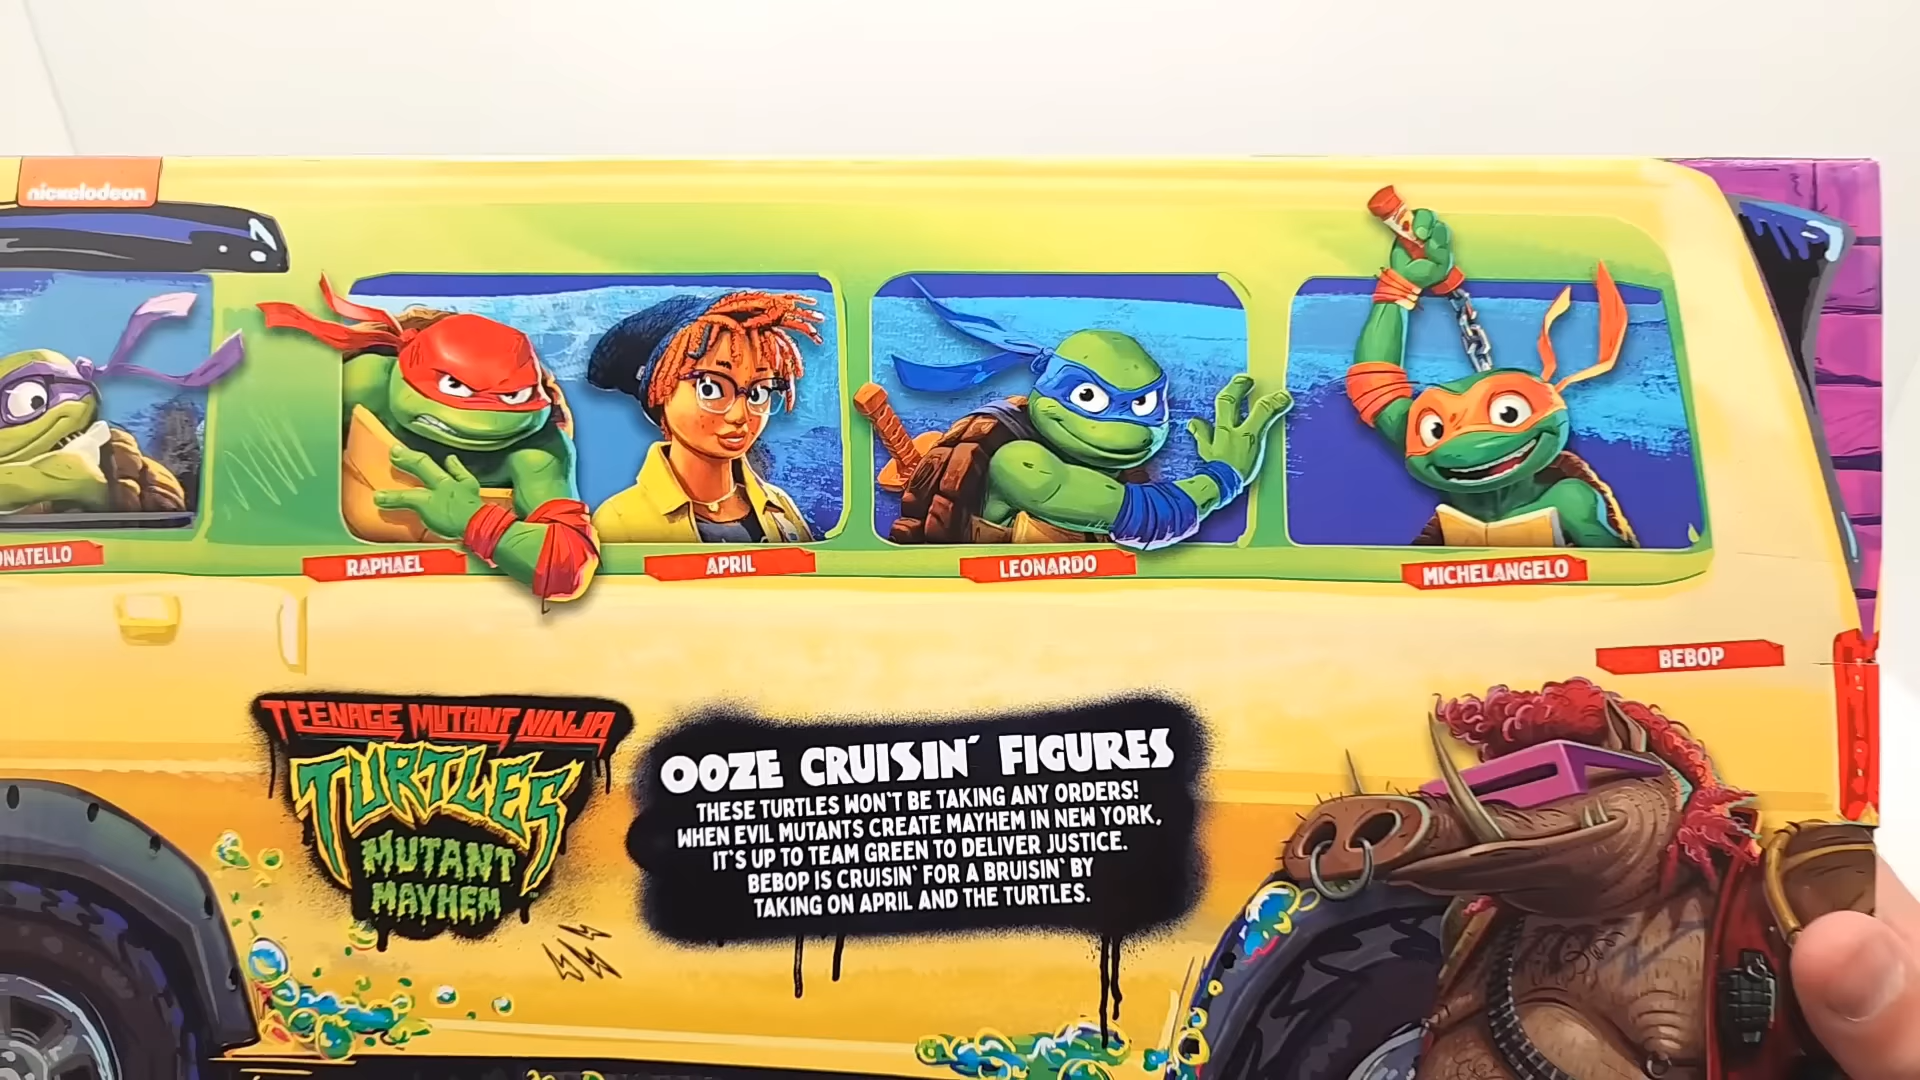 nickelodeon
ONATELLO
RAPHAEL
APRIL
LEONARDO
MICHELANGELO
BEBOP
TEENAGE MUTANT NINJA
TURTLES
MUTANT
MAYHEM
OOZE CRUISIN' FIGURES
THESE TURTLES WON'T BE TAKING ANY ORDERS!
WHEN EVIL MUTANTS CREATE MAYHEM IN NEW YORK,
IT'S UP TO TEAM GREEN TO DELIVER JUSTICE.
BEBOP IS CRUISIN' FOR A BRUISIN' BY
TAKING ON APRIL AND THE TURTLES.